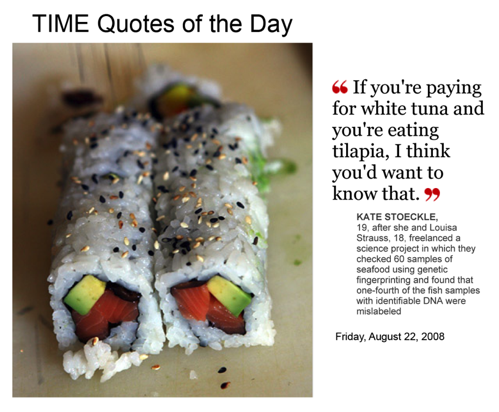 TIME Quotes of the Day
“ If you're paying
for white tuna and
you're eating
tilapia, I think
you'd want to
know that. ”
KATE STOECKLE,
19, after she and Louisa
Strauss, 18, freelanced a
science project in which they
checked 60 samples of
seafood using genetic
fingerprinting and found that
one-fourth of the fish samples
with identifiable DNA were
mislabeled
Friday, August 22, 2008